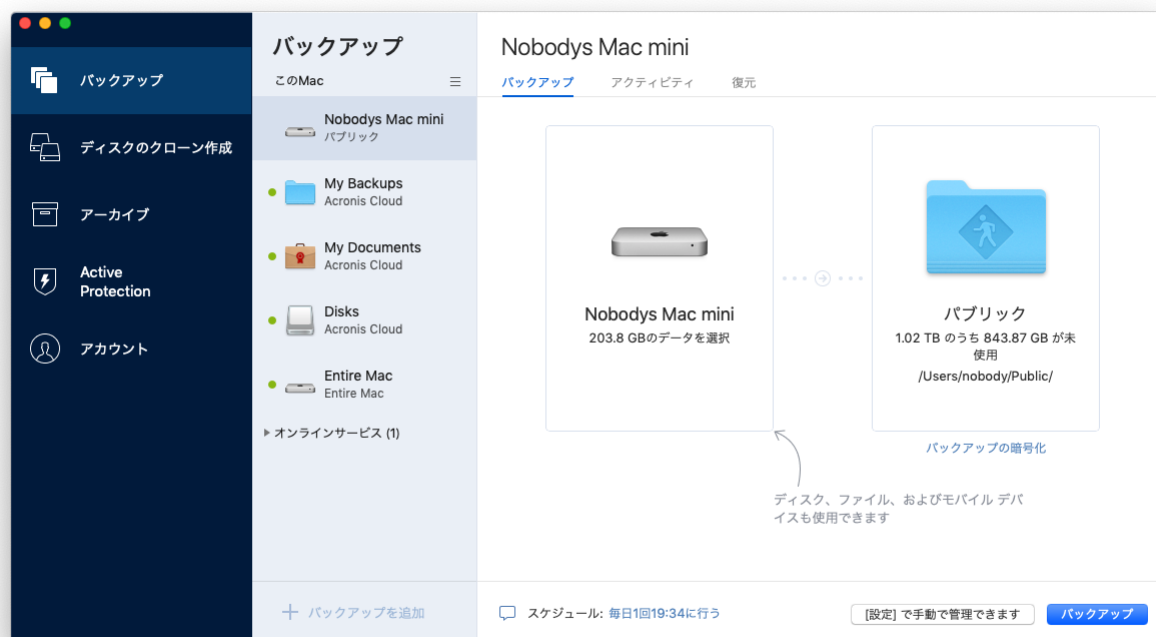 バックアップ
ディスクのクローン作成
アーカイブ
Active
Protection
アカウント
バックアップ
このMac
Nobodys Mac mini
パブリック
My Backups
Acronis Cloud
My Documents
Acronis Cloud
Disks
Acronis Cloud
Entire Mac
Entire Mac
オンラインサービス (1)
バックアップを追加
Nobodys Mac mini
バックアップ
アクティビティ
復元
Nobodys Mac mini
203.8 GBのデータを選択
パブリック
1.02 TB のうち 843.87 GB が未
使用
/Users/nobody/Public/
バックアップの暗号化
ディスク、ファイル、およびモバイル デバ
イスも使用できます
スケジュール: 毎日1回19:34に行う
[設定] で手動で管理できます
バックアップ